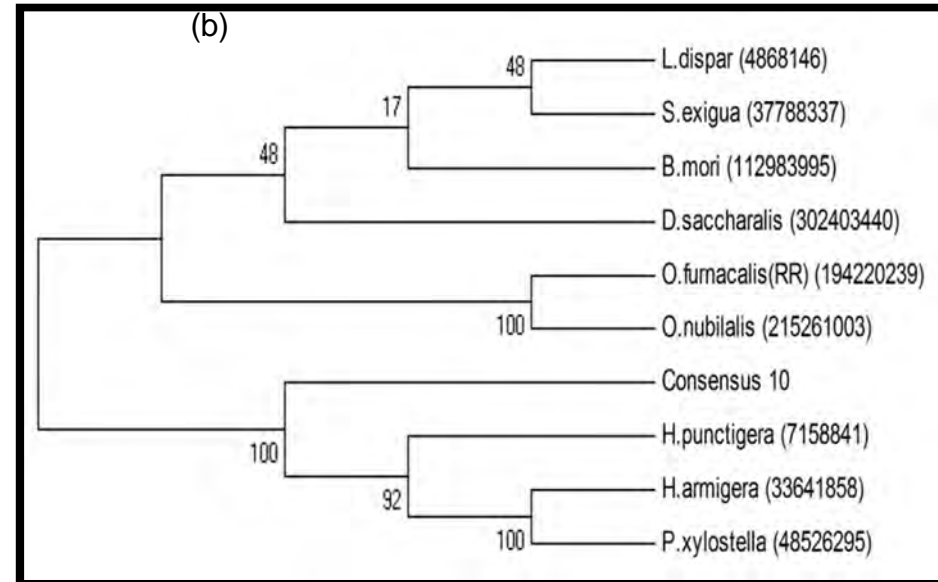 (b)
48
L.dispar (4868146)
17
S.exigua (37788337)
48
B.mori (112983995)
D.saccharalis (302403440)
O.furnacalis(RR) (194220239)
100
O.nubilalis (215261003)
Consensus 10
100
H.punctigera (7158841)
92
H.armigera (33641858)
100
P.xylostella (48526295)